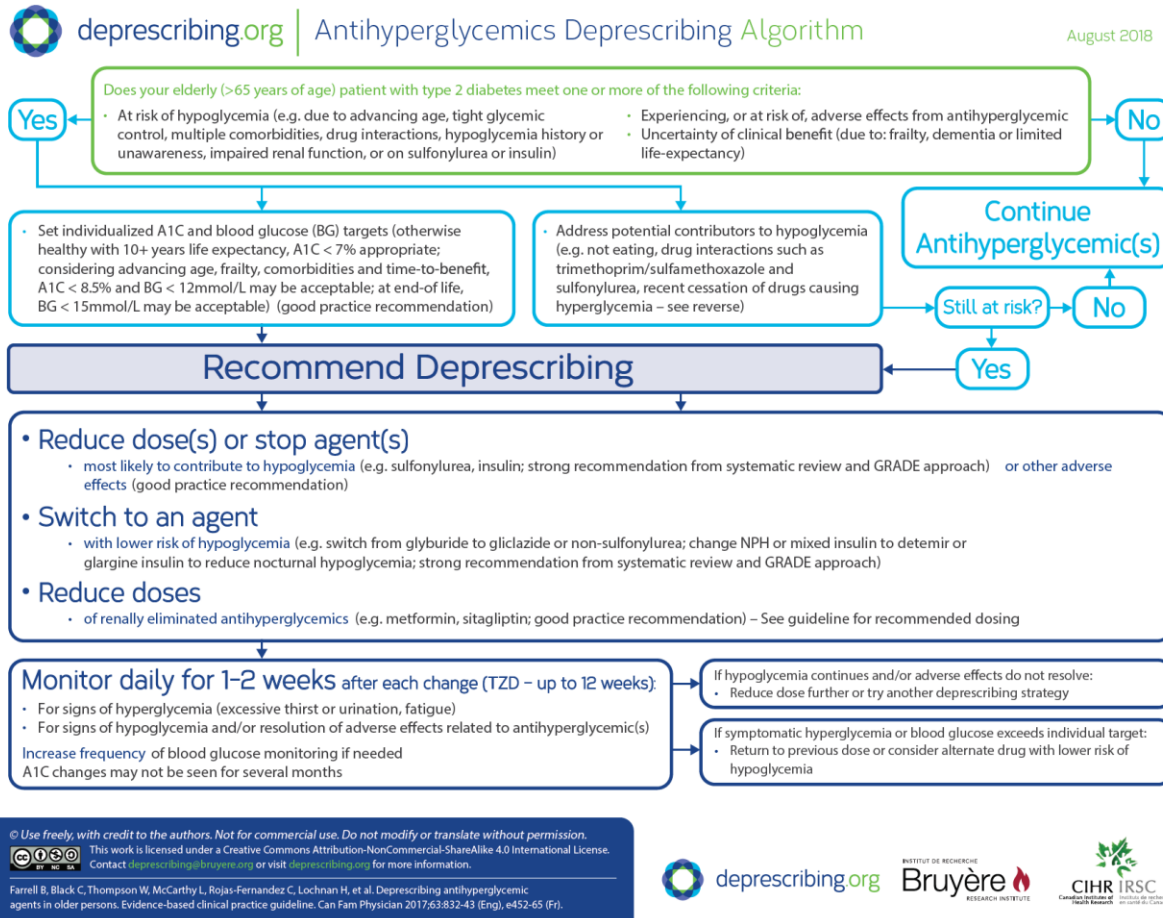 deprescribing.org | Antihyperglycemics Deprescribing Algorithm
August 2018
Does your elderly (>65 years of age) patient with type 2 diabetes meet one or more of the following criteria:
• At risk of hypoglycemia (e.g. due to advancing age, tight glycemic
control, multiple comorbidities, drug interactions, hypoglycemia history or
unawareness, impaired renal function, or on sulfonylurea or insulin)
• Experiencing, or at risk of, adverse effects from antihyperglycemic
• Uncertainty of clinical benefit (due to: frailty, dementia or limited
life-expectancy)
Yes
No
• Set individualized A1C and blood glucose (BG) targets (otherwise
healthy with 10+ years life expectancy, A1C < 7% appropriate;
considering advancing age, frailty, comorbidities and time-to-benefit,
A1C < 8.5% and BG < 12mmol/L may be acceptable; at end-of life,
BG < 15mmol/L may be acceptable) (good practice recommendation)
• Address potential contributors to hypoglycemia
(e.g. not eating, drug interactions such as
trimethoprim/sulfamethoxazole and
sulfonylurea, recent cessation of drugs causing
hyperglycemia – see reverse)
Continue
Antihyperglycemic(s)
Still at risk?
No
Yes
Recommend Deprescribing
• Reduce dose(s) or stop agent(s)
• most likely to contribute to hypoglycemia (e.g. sulfonylurea, insulin; strong recommendation from systematic review and GRADE approach) or other adverse
effects (good practice recommendation)
• Switch to an agent
• with lower risk of hypoglycemia (e.g. switch from glyburide to gliclazide or non-sulfonylurea; change NPH or mixed insulin to detemir or
glargine insulin to reduce nocturnal hypoglycemia; strong recommendation from systematic review and GRADE approach)
• Reduce doses
• of renally eliminated antihyperglycemics (e.g. metformin, sitagliptin; good practice recommendation) – See guideline for recommended dosing
Monitor daily for 1-2 weeks after each change (TZD – up to 12 weeks):
• For signs of hyperglycemia (excessive thirst or urination, fatigue)
• For signs of hypoglycemia and/or resolution of adverse effects related to antihyperglycemic(s)
Increase frequency of blood glucose monitoring if needed
A1C changes may not be seen for several months
If hypoglycemia continues and/or adverse effects do not resolve:
• Reduce dose further or try another deprescribing strategy
If symptomatic hyperglycemia or blood glucose exceeds individual target:
• Return to previous dose or consider alternate drug with lower risk of
hypoglycemia
© Use freely, with credit to the authors. Not for commercial use. Do not modify or translate without permission.
This work is licensed under a Creative Commons Attribution-NonCommercial-ShareAlike 4.0 International License.
Contact deprescribing@bruyere.org or visit deprescribing.org for more information.
cc BY NC SA
Farrell B, Black C, Thompson W, McCarthy L, Rojas-Fernandez C, Lochnan H, et al. Deprescribing antihyperglycemic
agents in older persons. Evidence-based clinical practice guideline. Can Fam Physician 2017;63:832-43 (Eng), e452-65 (Fr).
deprescribing.org
INSTITUT DE RECHERCHE
Bruyère
RESEARCH INSTITUTE
CIHR IRSC
Canadian Institutes of
Health Research